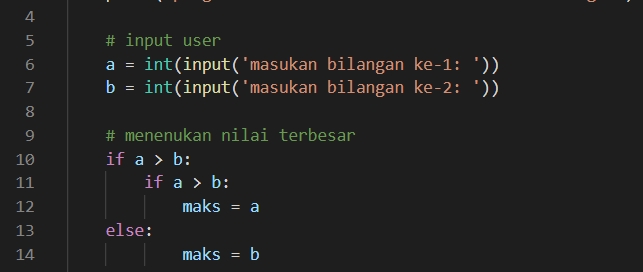 4
5 # input user
6 a = int(input('masukan bilangan ke-1: '))
7 b = int(input('masukan bilangan ke-2: '))
8
9 # menenukan nilai terbesar
10 if a > b:
11 if a > b:
12 maks = a
13 else:
14 maks = b